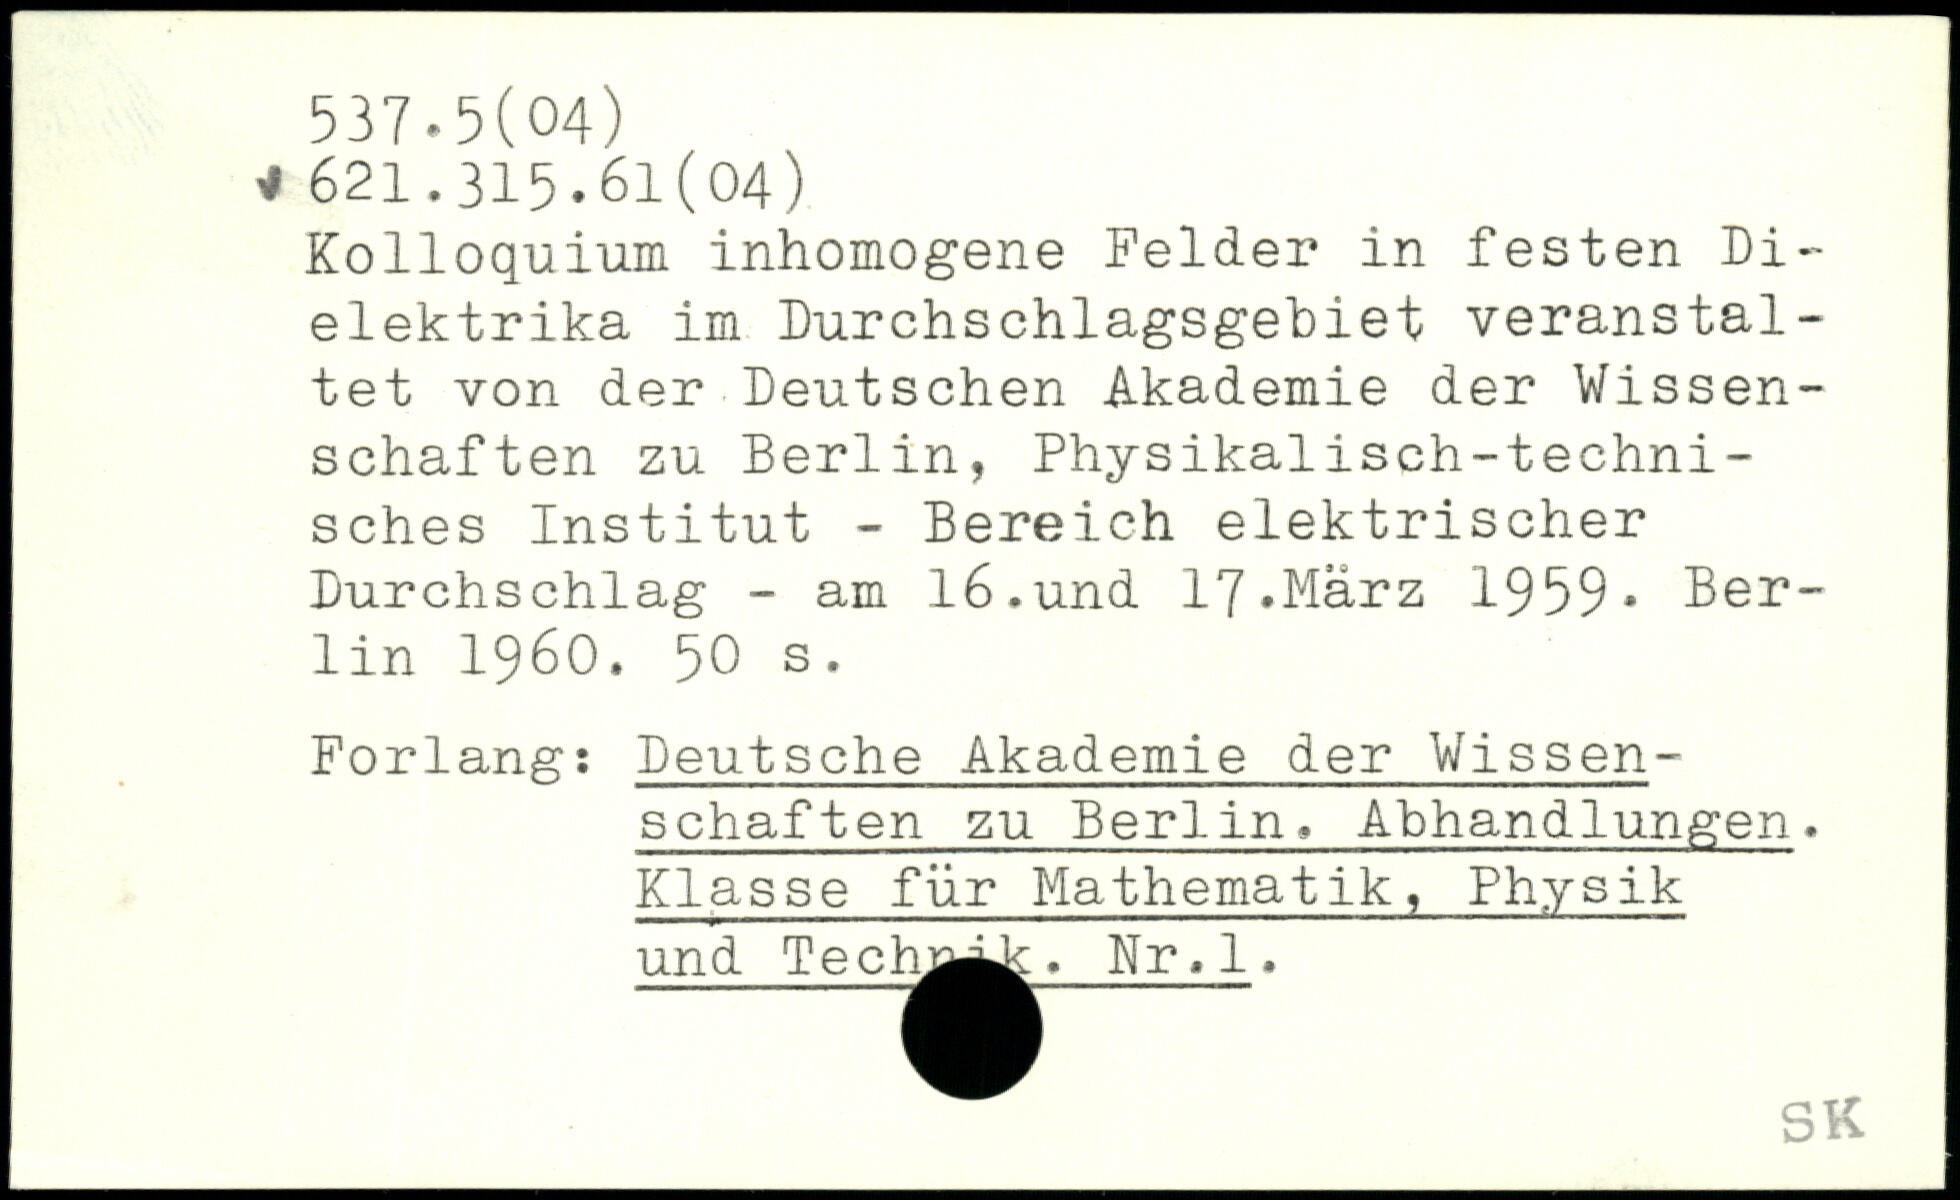 537.5(04)
621.315.61(04)
Kolloquium inhomogene Felder in festen Di-
elektrika im Durchschlagsgebiet veranstal-
tet von der Deutschen Akademie der Wissen-
schaften zu Berlin, Physikalisch-techni-
sches Institut - Bereich elektrischer
Durchschlag - am 16.und 17.März 1959. Ber-
lin 1960. 50 s.
Forlang: Deutsche Akademie der Wissen-
schaften zu Berlin. Abhandlungen.
Klasse für Mathematik, Physik
und Technik. Nr.1.
SK